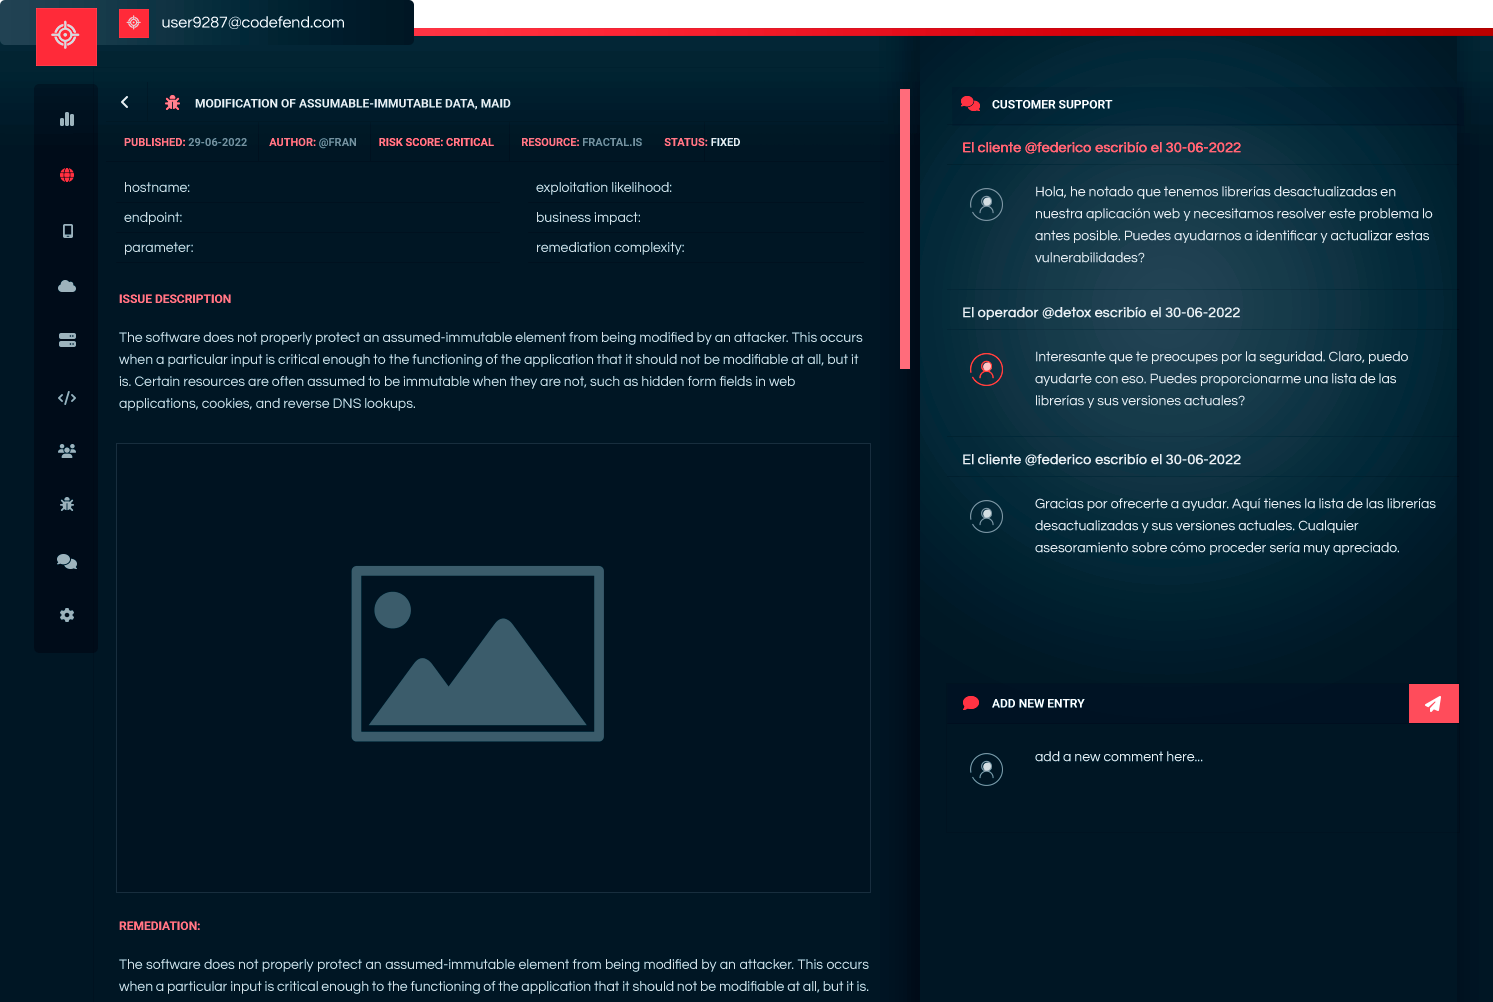 user9287@codefend.com
MODIFICATION OF ASSUMABLE-IMMUTABLE DATA, MAID
PUBLISHED: 29-06-2022 AUTHOR: @FRAN RISK SCORE: CRITICAL RESOURCE: FRACTAL.IS STATUS: FIXED
hostname: exploitation likelihood:
endpoint: business impact:
parameter: remediation complexity:
ISSUE DESCRIPTION
The software does not properly protect an assumed-immutable element from being modified by an attacker. This occurs
when a particular input is critical enough to the functioning of the application that it should not be modifiable at all, but it
is. Certain resources are often assumed to be immutable when they are not, such as hidden form fields in web
applications, cookies, and reverse DNS lookups.
REMEDIATION:
The software does not properly protect an assumed-immutable element from being modified by an attacker. This occurs
when a particular input is critical enough to the functioning of the application that it should not be modifiable at all, but it is.
CUSTOMER SUPPORT
El cliente @federico escribío el 30-06-2022
Hola, he notado que tenemos librerías desactualizadas en
nuestra aplicación web y necesitamos resolver este problema lo
antes posible. Puedes ayudarnos a identificar y actualizar estas
vulnerabilidades?
El operador @detox escribío el 30-06-2022
Interesante que te preocupes por la seguridad. Claro, puedo
ayudarte con eso. Puedes proporcionarme una lista de las
librerías y sus versiones actuales?
El cliente @federico escribío el 30-06-2022
Gracias por ofrecerte a ayudar. Aquí tienes la lista de las librerías
desactualizadas y sus versiones actuales. Cualquier
asesoramiento sobre cómo proceder sería muy apreciado.
ADD NEW ENTRY
add a new comment here...